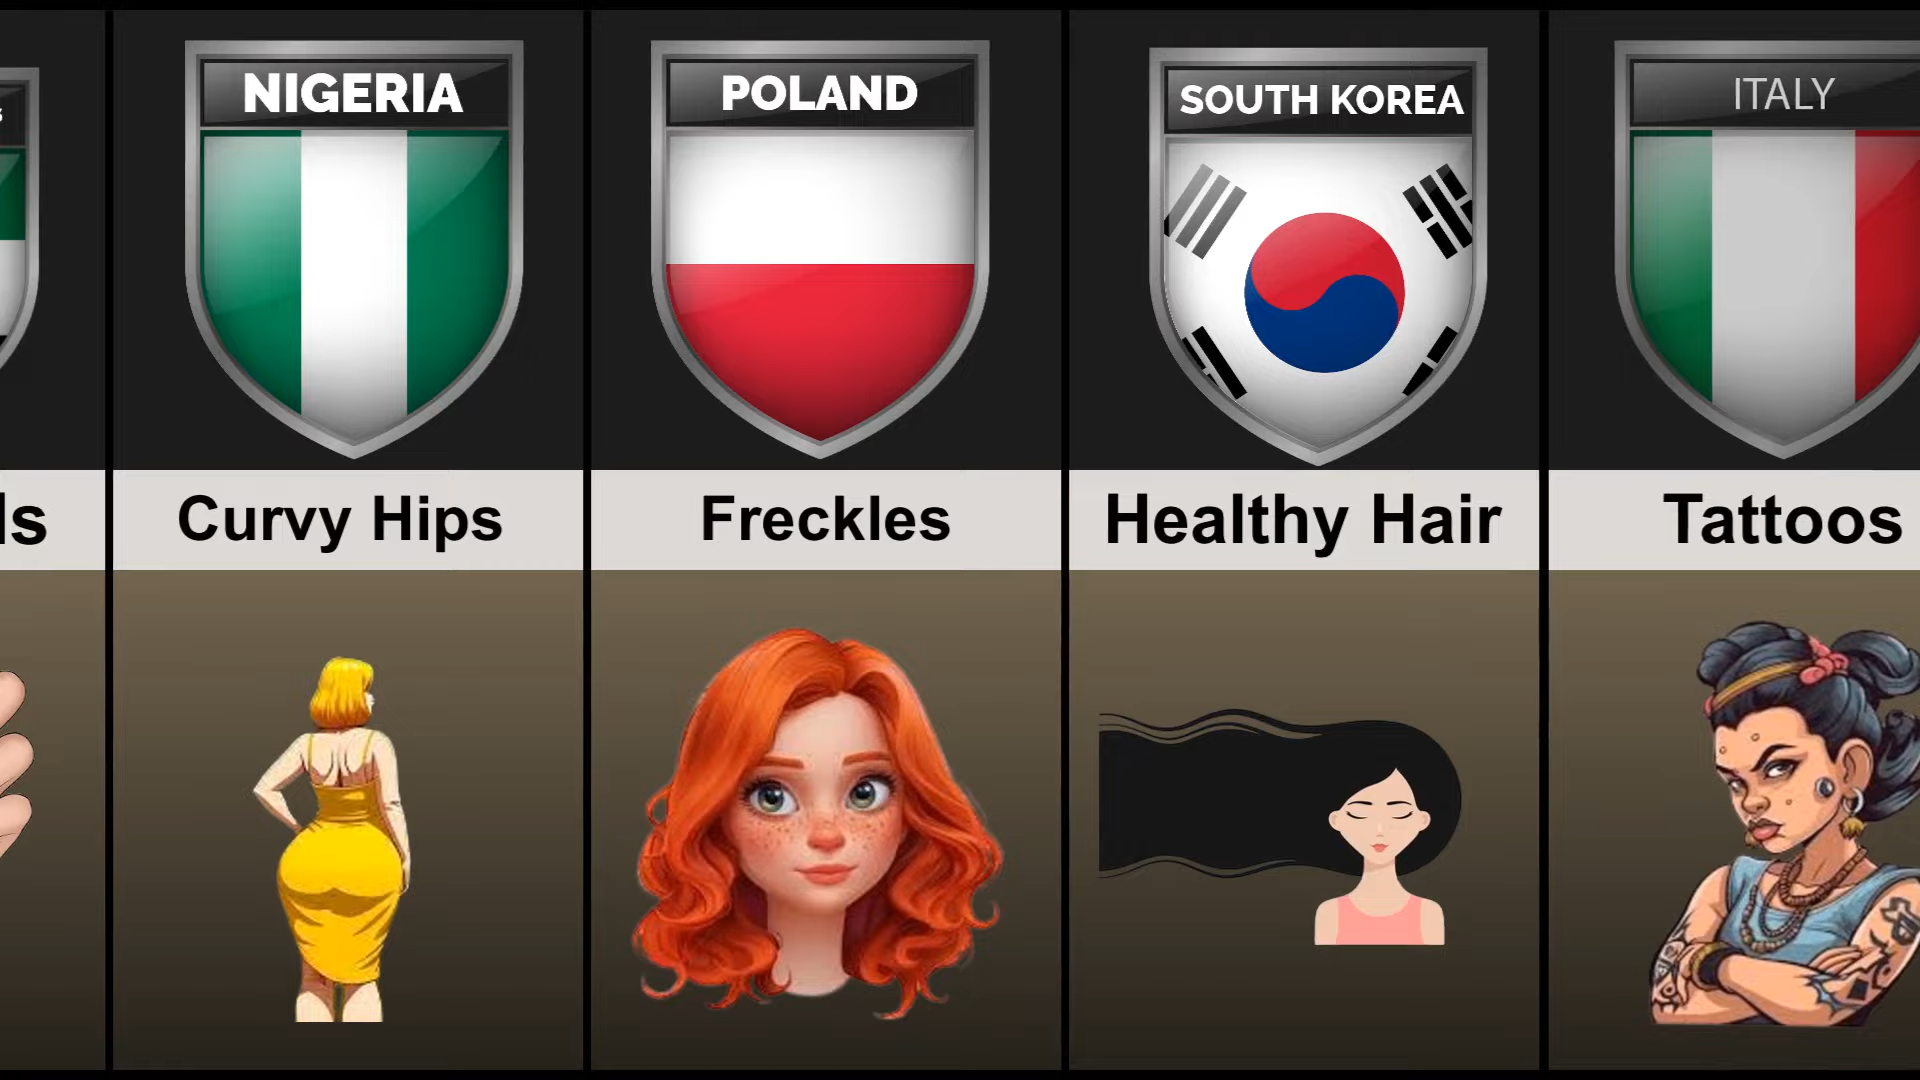 NIGERIA
POLAND
SOUTH KOREA
ITALY
Curvy Hips
Freckles
Healthy Hair
Tattoos